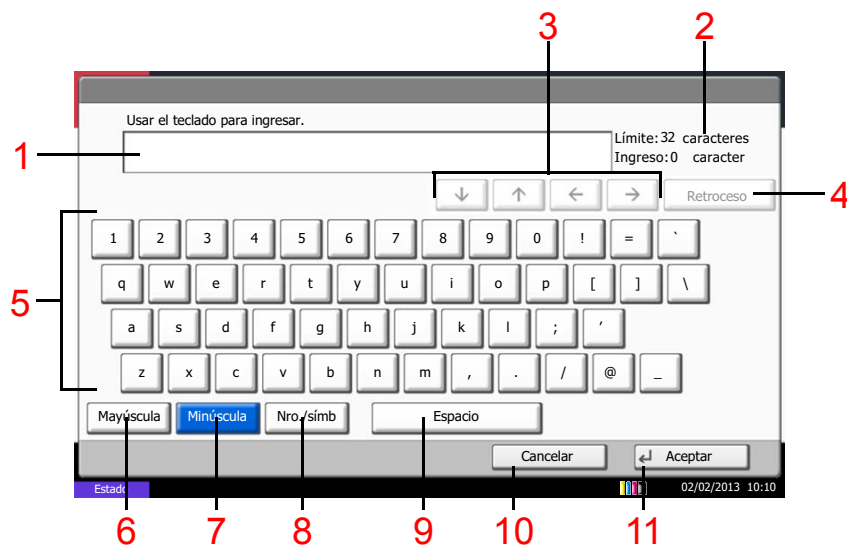 3 2
Usar el teclado para ingresar.
Límite: 32 caracteres
1
Ingreso: 0 caracter
↓ ↑ ← → Retroceso 4
1 2 3 4 5 6 7 8 9 0 ! = `
5
q w e r t y u i o p [ ] \
a s d f g h j k l ; ′
z x c v b n m , . / @ _
Mayúscula Minúscula Nro./símb Espacio
Cancelar ↵ Aceptar
Estado 02/02/2013 10:10
6 7 8 9 10 11